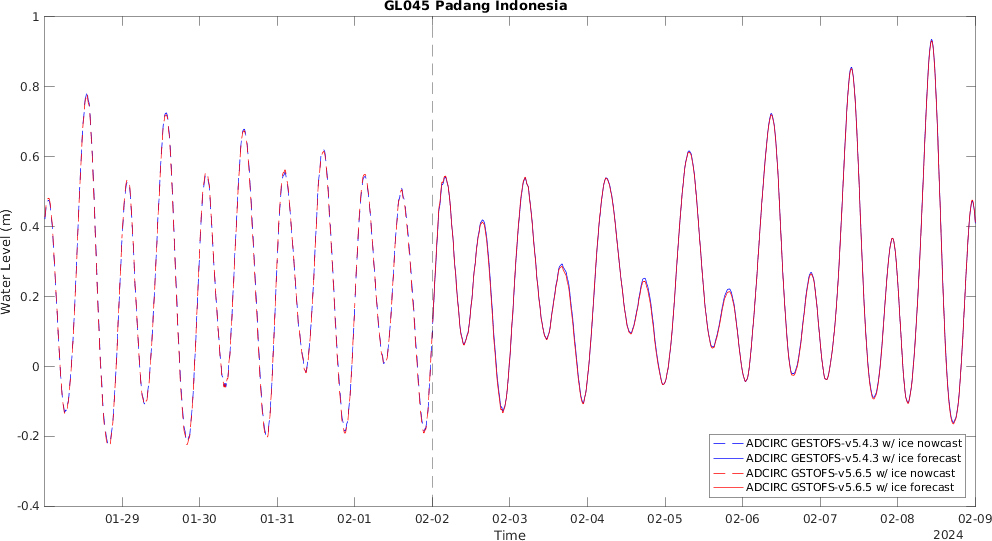 GL045 Padang Indonesia
1
0.8
0.6
0.4
0.2
0
-0.2
-0.4
Water Level (m)
01-29 01-30 01-31 02-01 02-02 02-03 02-04 02-05 02-06 02-07 02-08 02-09
Time
2024
ADCIRC GESTOFS-v5.4.3 w/ ice nowcast
ADCIRC GESTOFS-v5.4.3 w/ ice forecast
ADCIRC GSTOFS-v5.6.5 w/ ice nowcast
ADCIRC GSTOFS-v5.6.5 w/ ice forecast